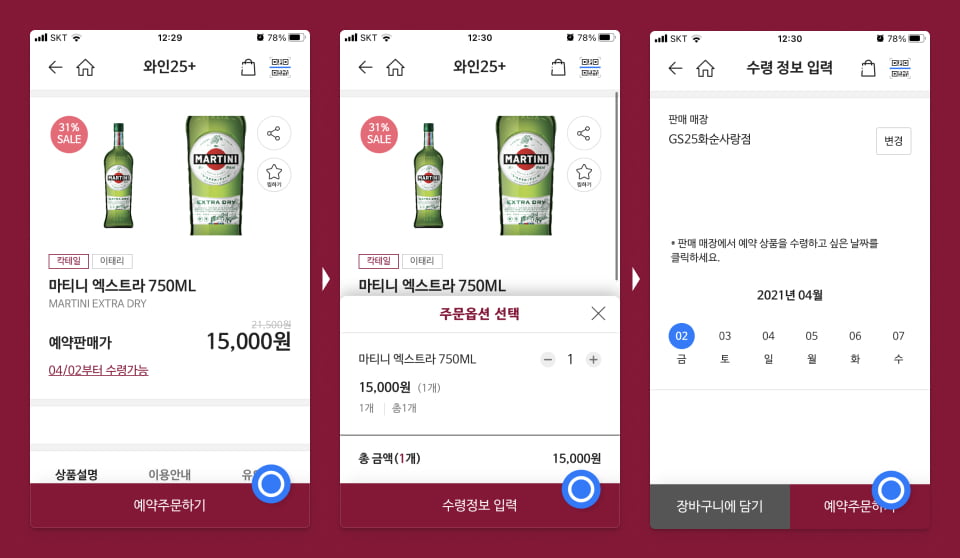 SKT
12:29
78%
와인25+
31%
SALE
MARTINI
EXTRA DRY
찜하기
칵테일
이태리
마티니 엑스트라 750ML
MARTINI EXTRA DRY
21,500원
예약판매가
15,000원
04/02부터 수령가능
상품설명
이용안내
예약주문하기
SKT
12:30
78%
와인25+
31%
SALE
MARTINI
EXTRA DRY
찜하기
칵테일
이태리
마티니 엑스트라 750ML
주문옵션 선택
마티니 엑스트라 750ML
1
15,000원 (1개)
1개
총1개
총 금액(1개)
15,000원
수령정보 입력
SKT
12:30
78%
수령 정보 입력
판매 매장
GS25화순사랑점
변경
* 판매 매장에서 예약 상품을 수령하고 싶은 날짜를
클릭하세요.
2021년 04월
02 03 04 05 06 07
금 토 일 월 화 수
장바구니에 담기
예약주문하기